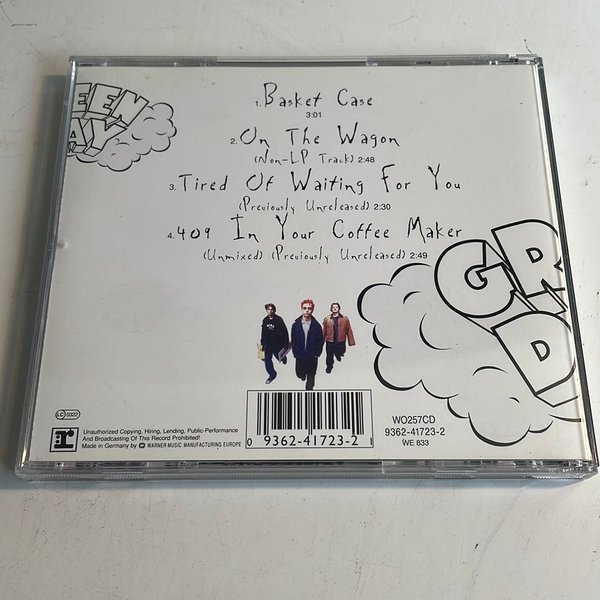 EEN
AY
1. Basket Case
3:01
2. On The Wagon
(Non-LP Track) 2:48
3. Tired Of Waiting For You
(Previously Unreleased) 2:30
4. 409 In Your Coffee Maker
(Unmixed) (Previously Unreleased) 2:49
GR
D
LC 0322
r
Unauthorized Copying, Hiring, Lending, Public-Performance
And Broadcasting Of This Record Prohibited!
Made in Germany by WARNER MUSIC MANUFACTURING EUROPE
0 9362-41723-2 1
WO257CD
9362-41723-2
WE 833